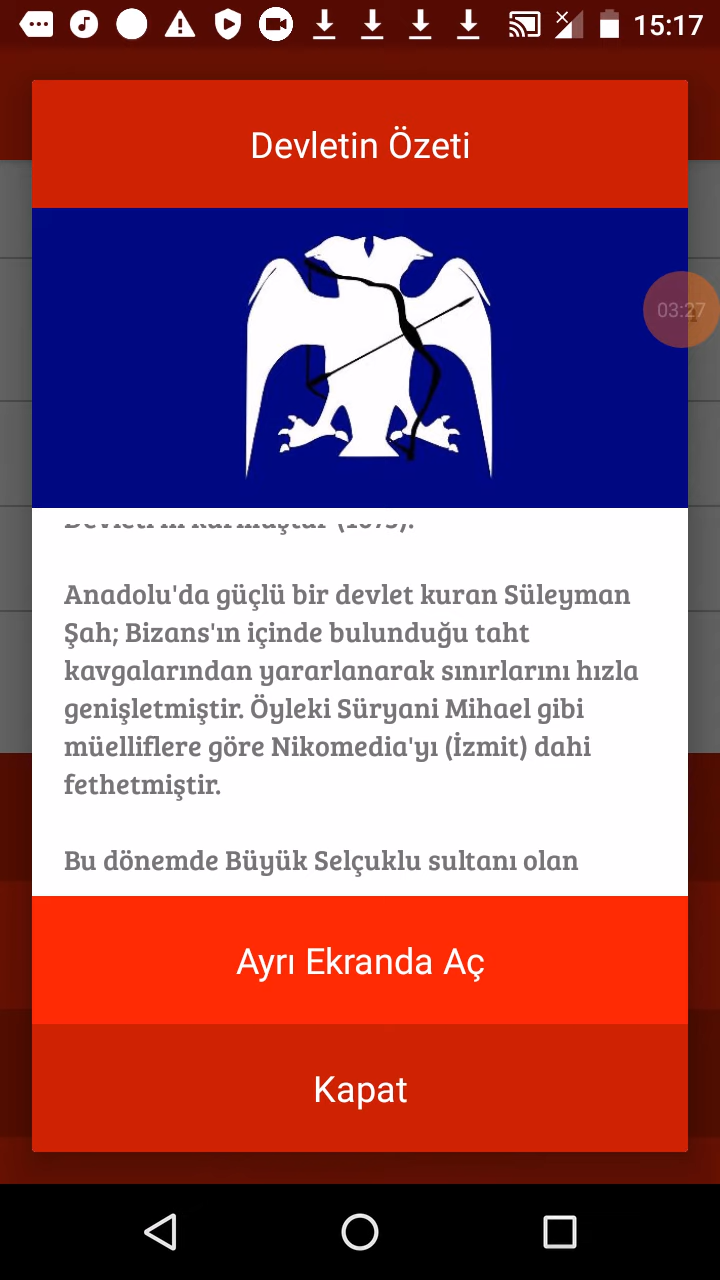 15:17
Devletin Özeti
03:27
Anadolu'da güçlü bir devlet kuran Süleyman
Şah; Bizans'ın içinde bulunduğu taht
kavgalarından yararlanarak sınırlarını hızla
genişletmiştir. Öyleki Süryani Mihael gibi
müelliflere göre Nikomedia'yı (İzmit) dahi
fethetmiştir.
Bu dönemde Büyük Selçuklu sultanı olan
Ayrı Ekranda Aç
Kapat